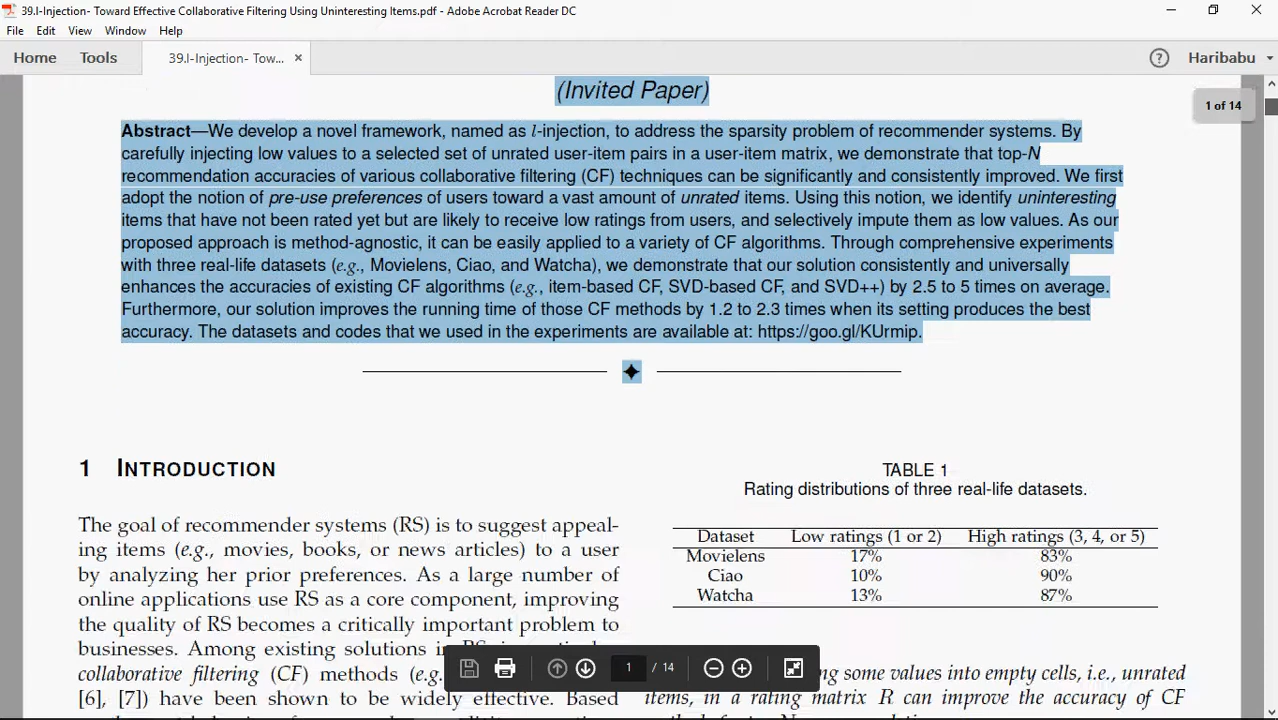 39.I-Injection- Toward Effective Collaborative Filtering Using Uninteresting Items.pdf - Adobe Acrobat Reader DC
File Edit View Window Help
Home Tools 39.I-Injection- Tow... × ? Haribabu
(Invited Paper)
1 of 14
Abstract—We develop a novel framework, named as l-injection, to address the sparsity problem of recommender systems. By
carefully injecting low values to a selected set of unrated user-item pairs in a user-item matrix, we demonstrate that top-N
recommendation accuracies of various collaborative filtering (CF) techniques can be significantly and consistently improved. We first
adopt the notion of pre-use preferences of users toward a vast amount of unrated items. Using this notion, we identify uninteresting
items that have not been rated yet but are likely to receive low ratings from users, and selectively impute them as low values. As our
proposed approach is method-agnostic, it can be easily applied to a variety of CF algorithms. Through comprehensive experiments
with three real-life datasets (e.g., Movielens, Ciao, and Watcha), we demonstrate that our solution consistently and universally
enhances the accuracies of existing CF algorithms (e.g., item-based CF, SVD-based CF, and SVD++) by 2.5 to 5 times on average.
Furthermore, our solution improves the running time of those CF methods by 1.2 to 2.3 times when its setting produces the best
accuracy. The datasets and codes that we used in the experiments are available at: https://goo.gl/KUrmip.
1 INTRODUCTION
The goal of recommender systems (RS) is to suggest appeal-
ing items (e.g., movies, books, or news articles) to a user
by analyzing her prior preferences. As a large number of
online applications use RS as a core component, improving
the quality of RS becomes a critically important problem to
businesses. Among existing solutions in
collaborative filtering (CF) methods (e.g.
[6], [7]) have been shown to be widely effective. Based
TABLE 1
Rating distributions of three real-life datasets.
Dataset Low ratings (1 or 2) High ratings (3, 4, or 5)
Movielens 17% 83%
Ciao 10% 90%
Watcha 13% 87%
some values into empty cells, i.e., unrated
items, in a rating matrix R can improve the accuracy of CF
1 / 14